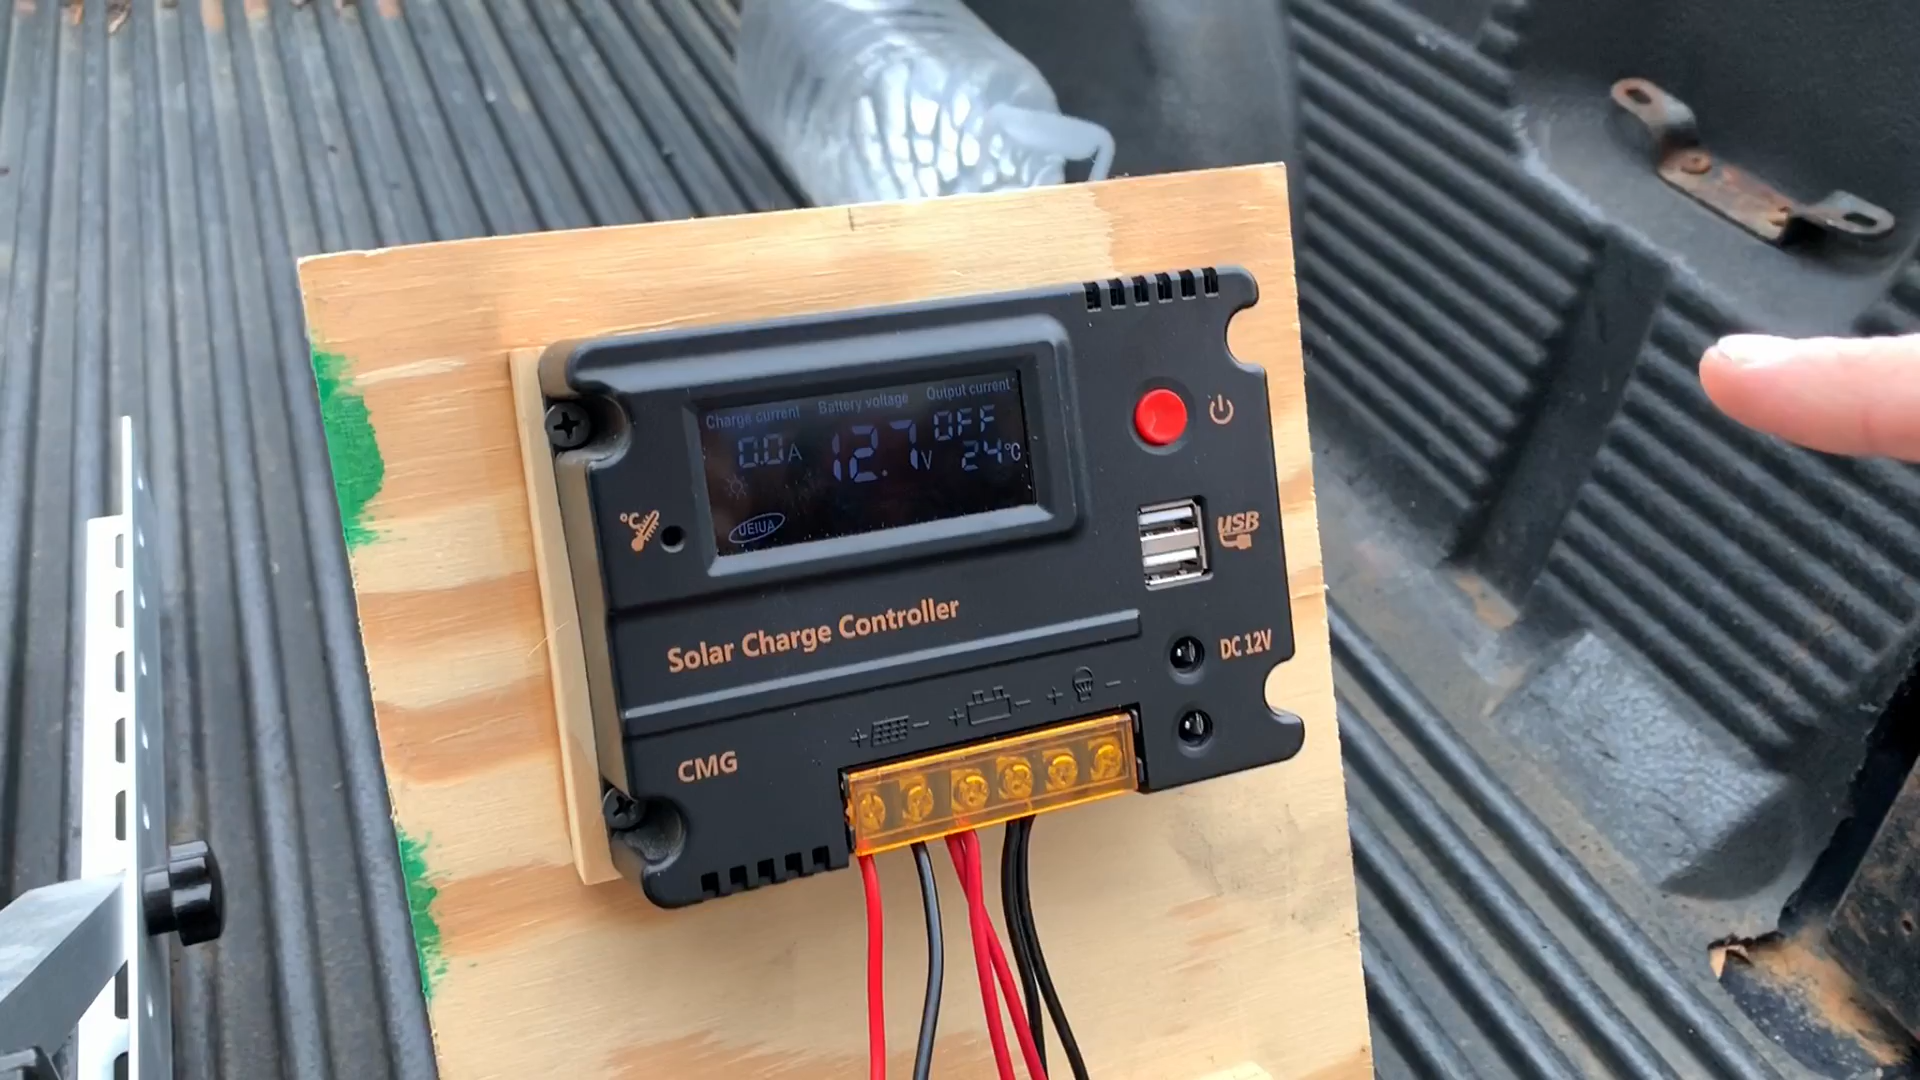 Charge current Battery voltage Output current
0.0A 12.7V OFF
24°C
UEIUA
°C
USB
Solar Charge Controller
DC 12V
+ - + - + -
CMG